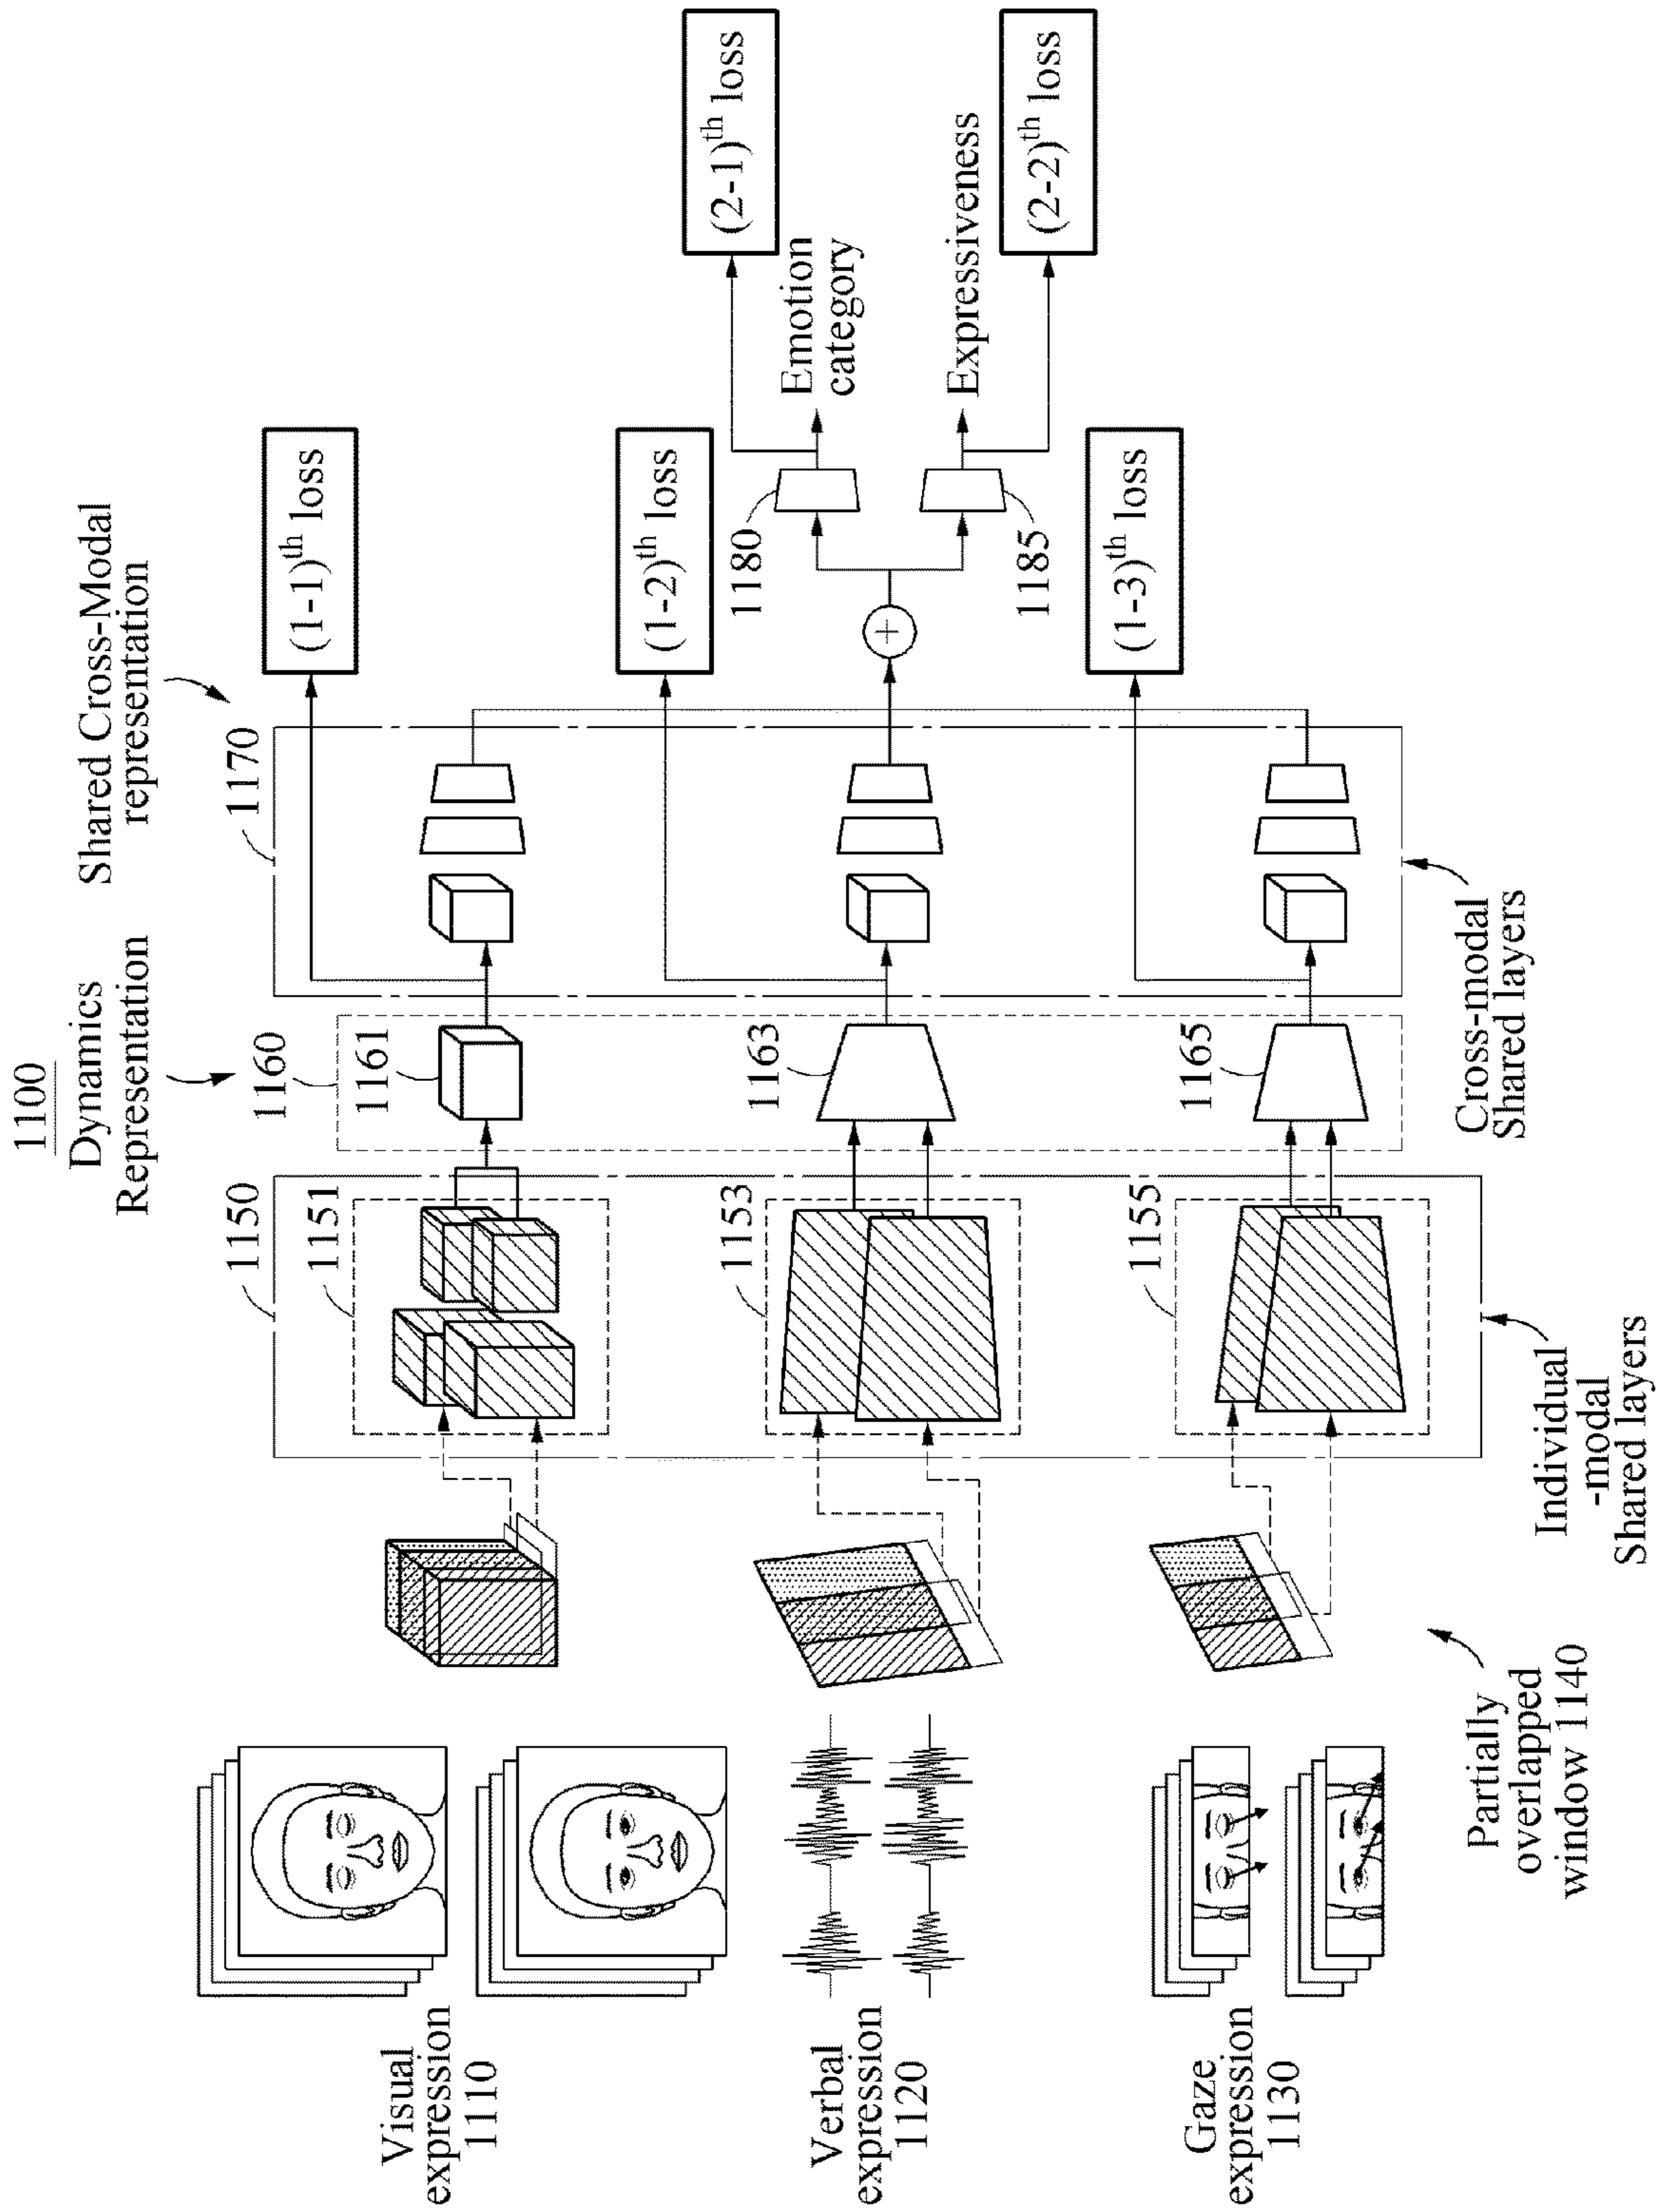 1100
Dynamics
Representation
Shared Cross-Modal
representation
1150
1151
1160
1161
1170
(1-1)th loss
Visual
expression
1110
(2-1)th loss
(1-2)th loss
1153
1163
1180
Emotion
category
Verbal
expression
1120
1185
Expressiveness
(2-2)th loss
(1-3)th loss
1155
1165
Gaze
expression
1130
Partially
overlapped
window 1140
Individual
-modal
Shared layers
Cross-modal
Shared layers